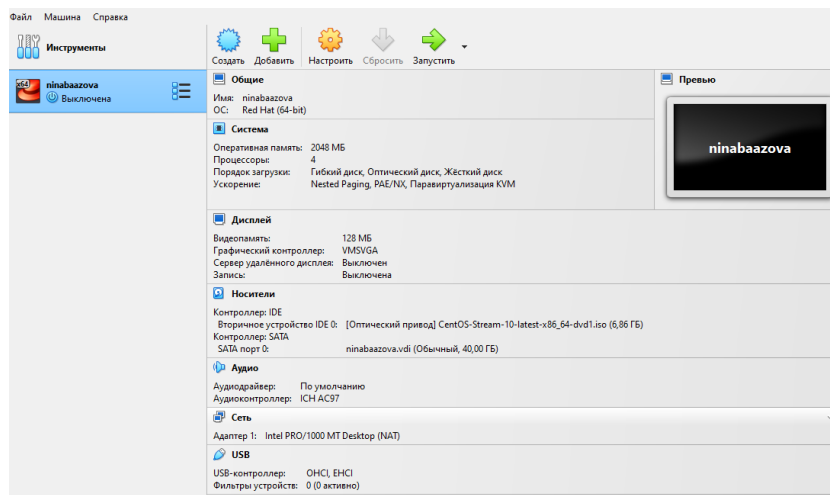 Файл Машина Справка
Инструменты
Создать Добавить Настроить Сбросить Запустить
x64
ninabaazova
Выключена
Общие
Имя: ninabaazova
ОС: Red Hat (64-bit)
Система
Оперативная память: 2048 МБ
Процессоры: 4
Порядок загрузки: Гибкий диск, Оптический диск, Жёсткий диск
Ускорение: Nested Paging, PAE/NX, Паравиртуализация KVM
Превью
ninabaazova
Дисплей
Видеопамять: 128 МБ
Графический контроллер: VMSVGA
Сервер удалённого дисплея: Выключен
Запись: Выключена
Носители
Контроллер: IDE
Вторичное устройство IDE 0: [Оптический привод] CentOS-Stream-10-latest-x86_64-dvd1.iso (6,86 ГБ)
Контроллер: SATA
SATA порт 0: ninabaazova.vdi (Обычный, 40,00 ГБ)
Аудио
Аудиодрайвер: По умолчанию
Аудиоконтроллер: ICH AC97
Сеть
Адаптер 1: Intel PRO/1000 MT Desktop (NAT)
USB
USB-контроллер: OHCI, EHCI
Фильтры устройств: 0 (0 активно)